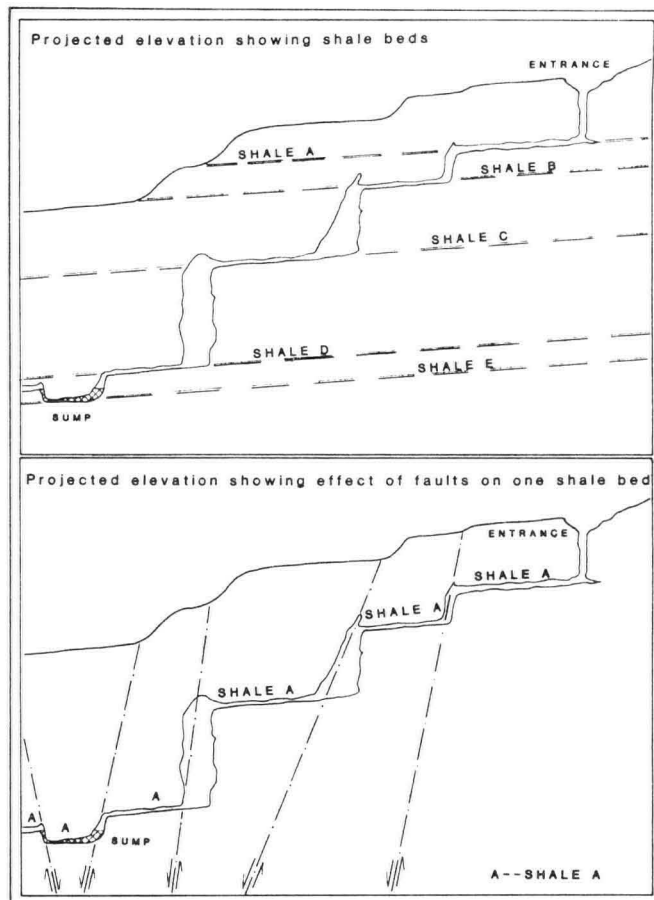 Projected elevation showing shale beds
ENTRANCE
SHALE A
SHALE B
SHALE C
SHALE D
SHALE E
SUMP
Projected elevation showing effect of faults on one shale bed
ENTRANCE
SHALE A
SHALE A
SHALE A
A
A
A
SUMP
A--SHALE A